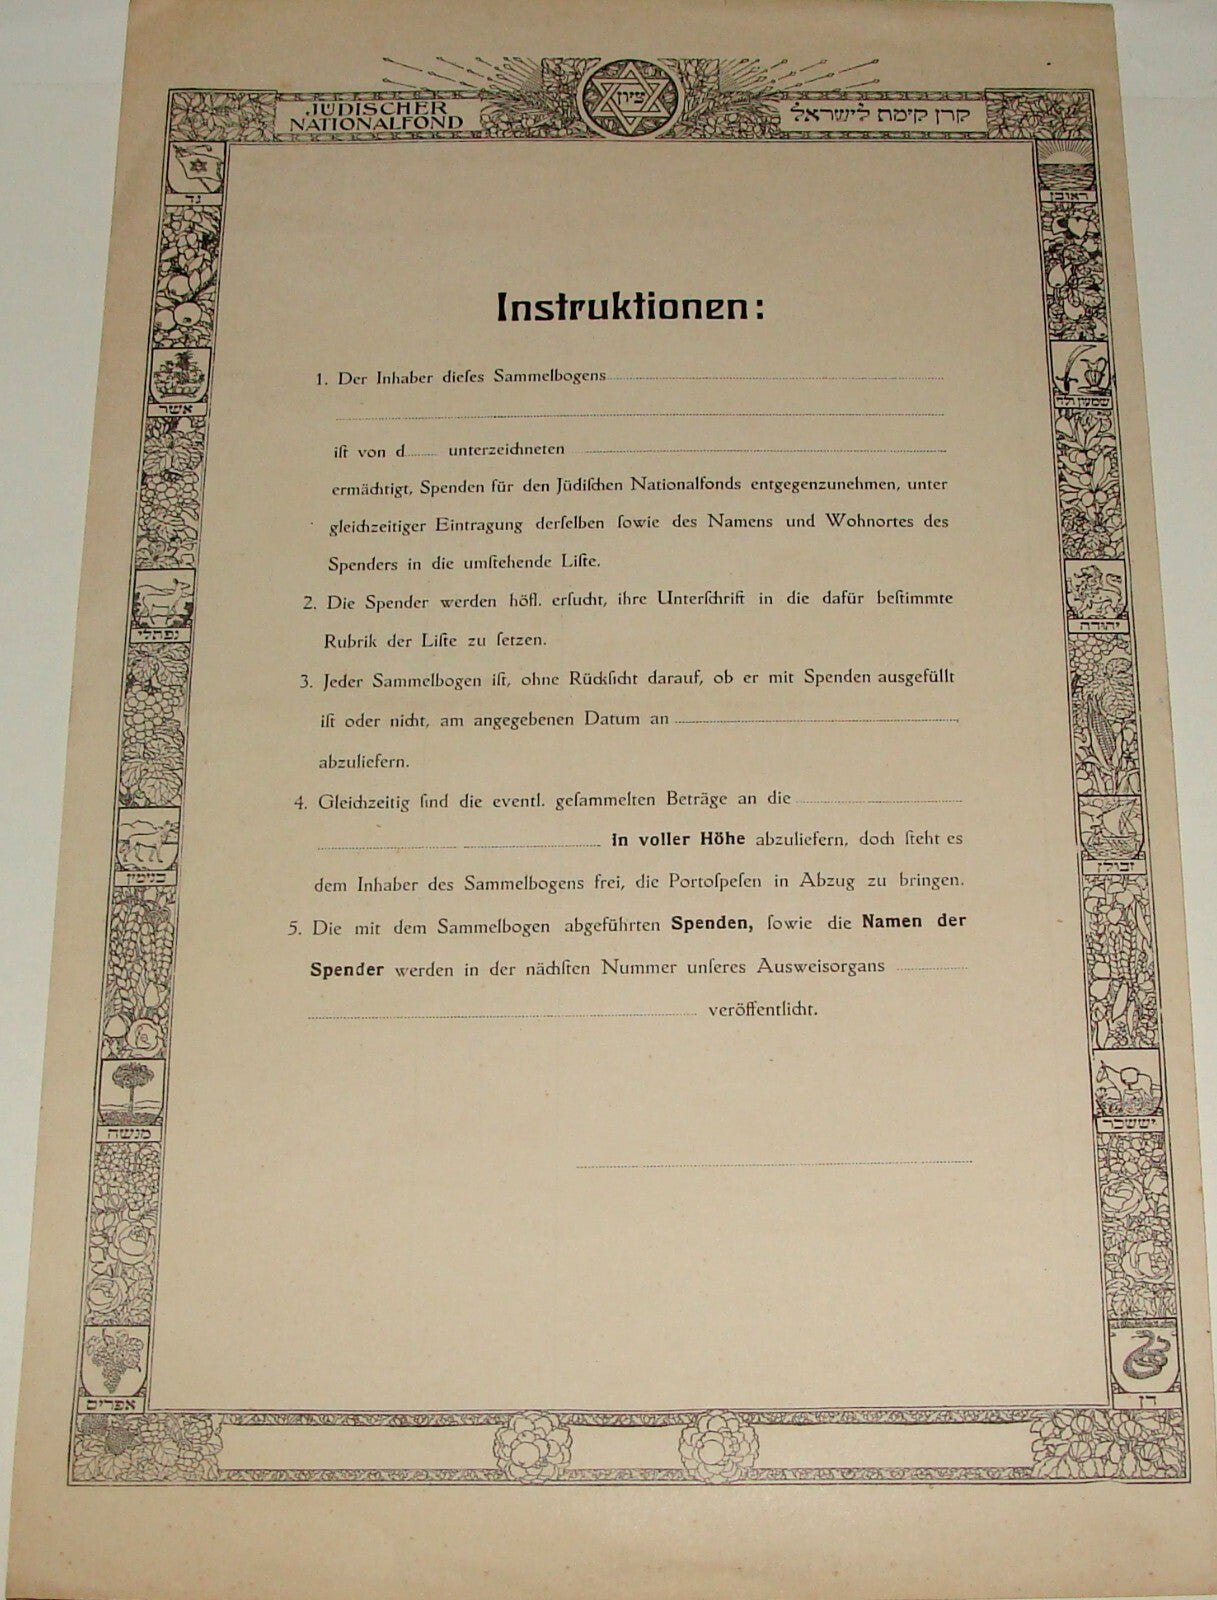 JÜDISCHER
NATIONALFOND
ציון
קרן קימת לישראל
גד
ראובן
Instruktionen:
1. Der Inhaber dieſes Sammelbogens
iſt von d unterzeichneten
ermächtigt, Spenden für den Jüdiſchen Nationalfonds entgegenzunehmen, unter
gleichzeitiger Eintragung derſelben ſowie des Namens und Wohnortes des
Spenders in die umſtehende Liſte.
2. Die Spender werden höfl. erſucht, ihre Unterſchrift in die dafür beſtimmte
Rubrik der Liſte zu ſetzen.
3. Jeder Sammelbogen iſt, ohne Rückſicht darauf, ob er mit Spenden ausgefüllt
iſt oder nicht, am angegebenen Datum an
abzuliefern.
4. Gleichzeitig ſind die eventl. geſammelten Beträge an die
in voller Höhe abzuliefern, doch ſteht es
dem Inhaber des Sammelbogens frei, die Portoſpeſen in Abzug zu bringen.
5. Die mit dem Sammelbogen abgeführten Spenden, ſowie die Namen der
Spender werden in der nächſten Nummer unſeres Ausweisorgans
veröffentlicht.
אשר
שמעון ולוי
נפתלי
יהודה
בנימין
זבולן
מנשה
יששכר
אפרים
דן